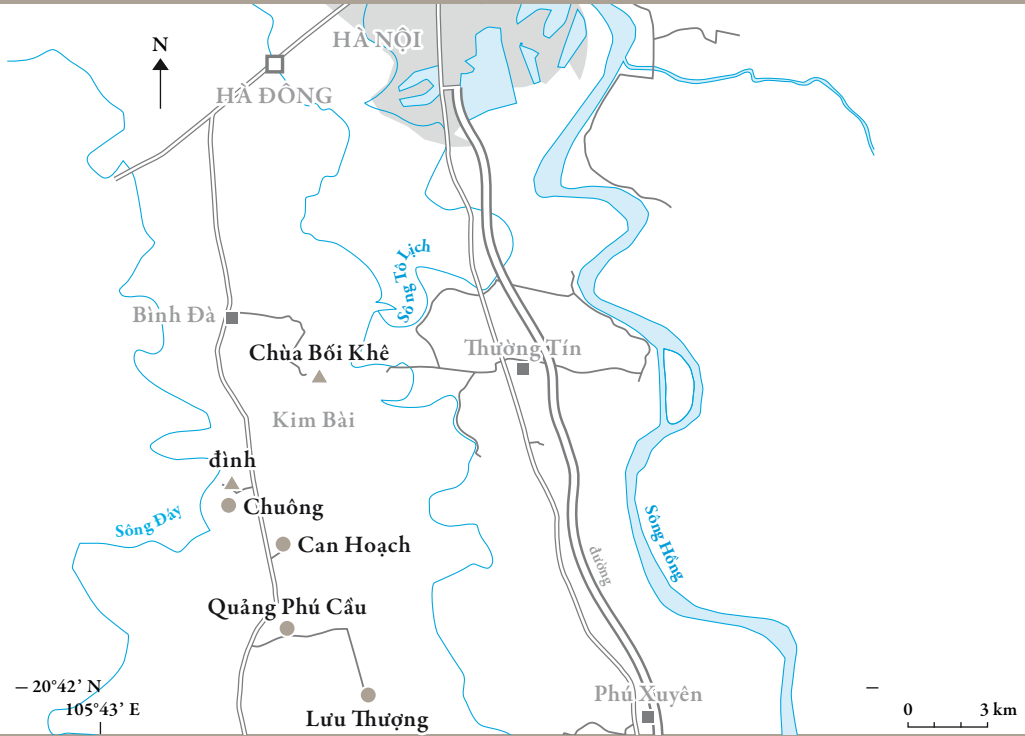 HÀ NỘI
N
HÀ ĐÔNG
Sông Tô Lịch
Bình Đà
Chùa Bối Khê
Thường Tín
Kim Bài
đình
Chuông
Sông Đáy
Sông Hồng
Can Hoạch
đường
Quảng Phú Cầu
20°42’ N
105°43’ E
Phú Xuyên
Lưu Thượng
0 3 km